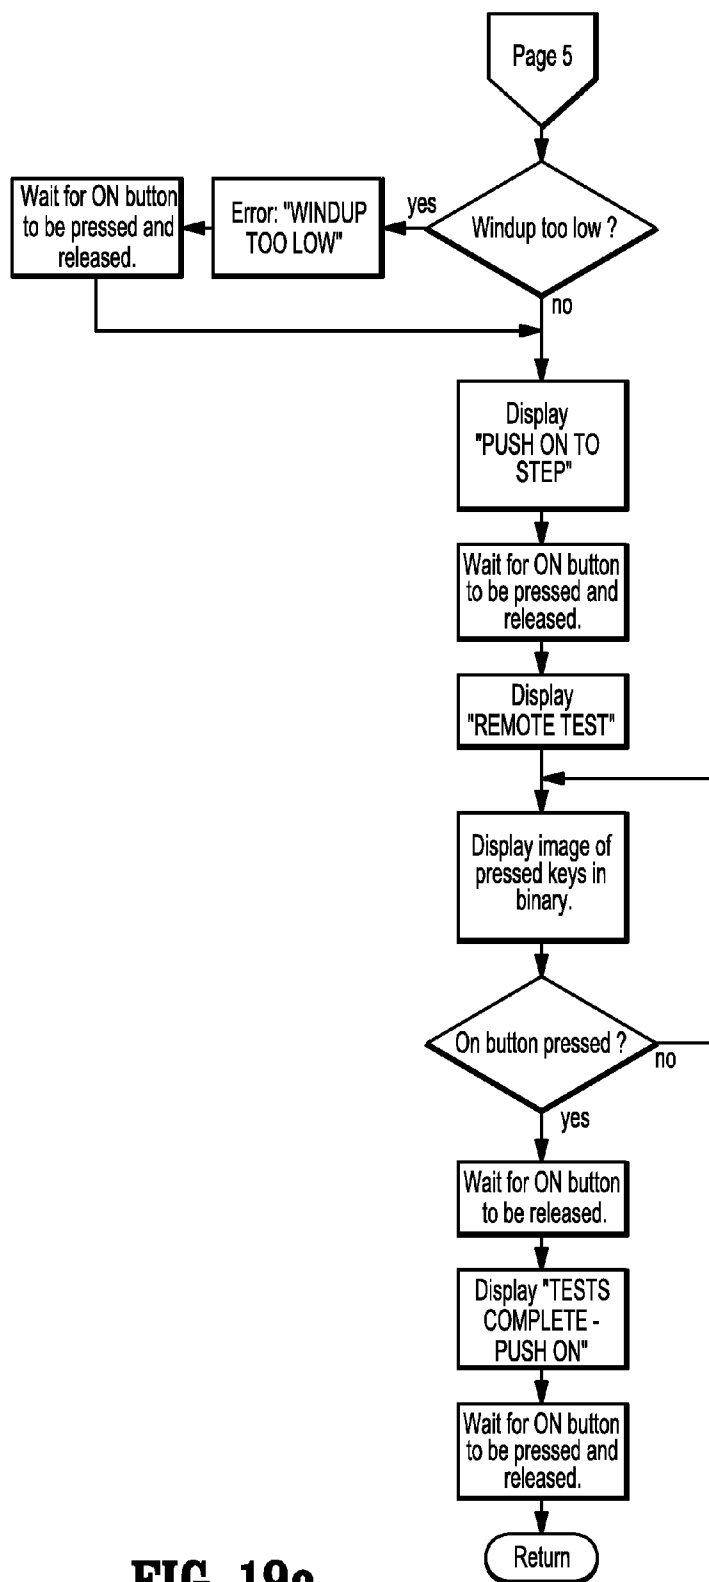 Page 5
Windup too low ?
yes
no
Error: "WINDUP
TOO LOW"
Wait for ON button
to be pressed and
released.
Display
"PUSH ON TO
STEP"
Wait for ON button
to be pressed and
released.
Display
"REMOTE TEST"
Display image of
pressed keys in
binary.
On button pressed ?
no
yes
Wait for ON button
to be released.
Display "TESTS
COMPLETE -
PUSH ON"
Wait for ON button
to be pressed and
released.
Return